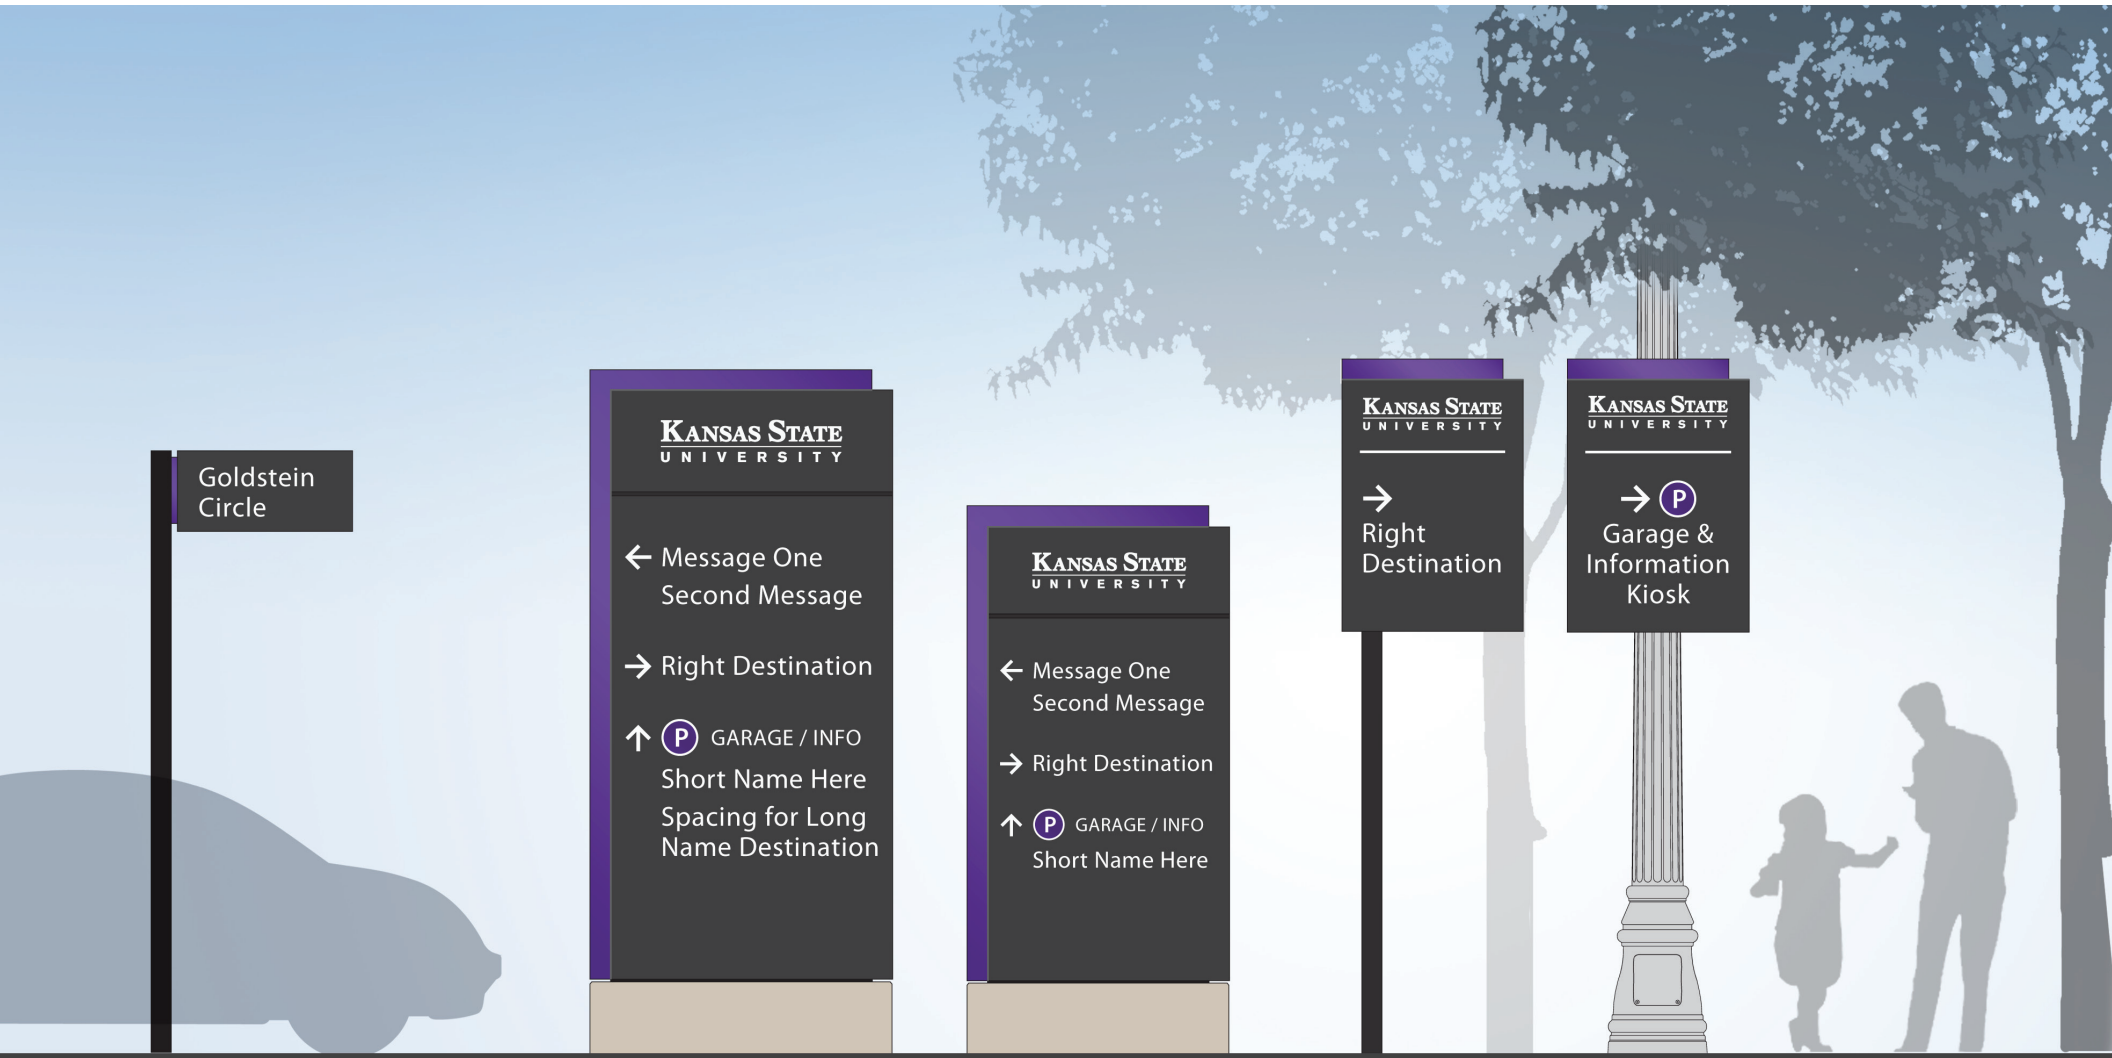 Goldstein
Circle
KANSAS STATE
UNIVERSITY
← Message One
Second Message
→ Right Destination
↑ P GARAGE / INFO
Short Name Here
Spacing for Long
Name Destination
KANSAS STATE
UNIVERSITY
← Message One
Second Message
→ Right Destination
↑ P GARAGE / INFO
Short Name Here
KANSAS STATE
UNIVERSITY
→
Right
Destination
KANSAS STATE
UNIVERSITY
→ P
Garage &
Information
Kiosk